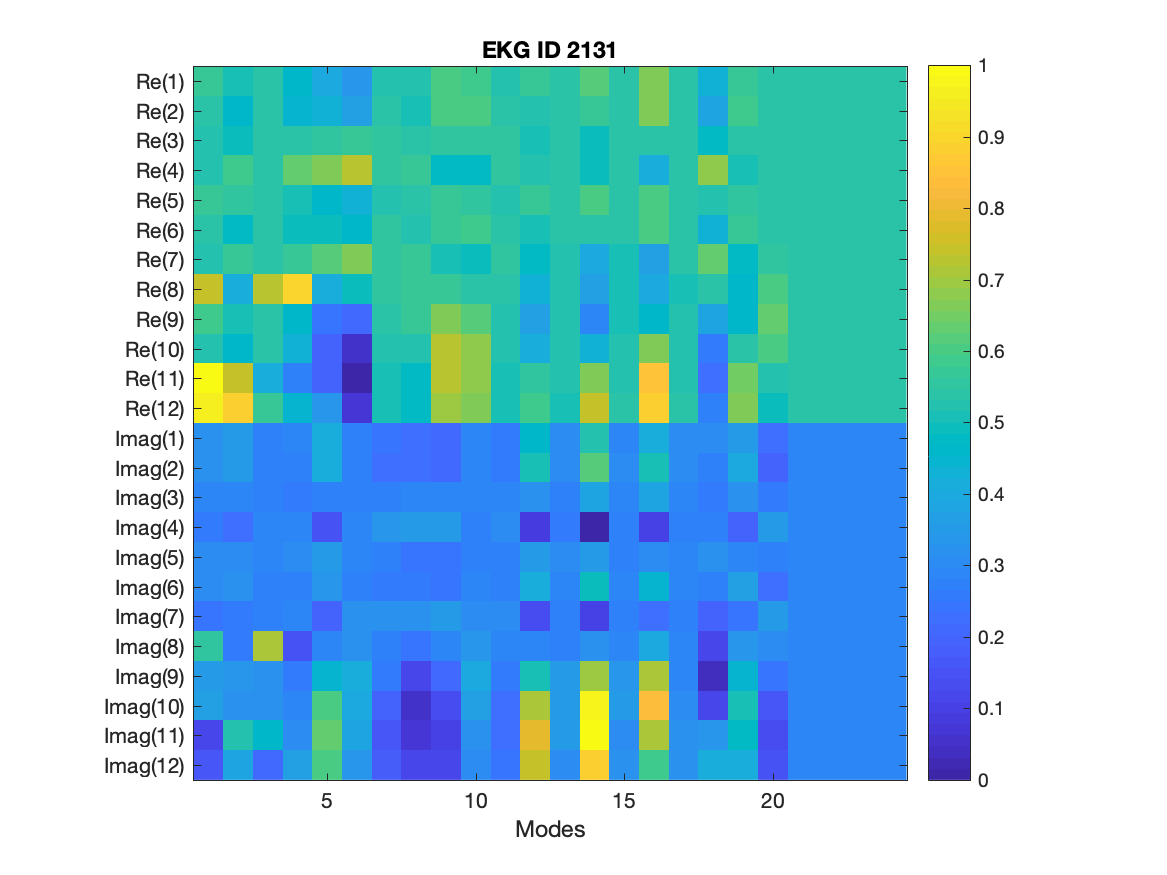 EKG ID 2131
Re(1)
Re(2)
Re(3)
Re(4)
Re(5)
Re(6)
Re(7)
Re(8)
Re(9)
Re(10)
Re(11)
Re(12)
Imag(1)
Imag(2)
Imag(3)
Imag(4)
Imag(5)
Imag(6)
Imag(7)
Imag(8)
Imag(9)
Imag(10)
Imag(11)
Imag(12)
5 10 15 20
Modes
1
0.9
0.8
0.7
0.6
0.5
0.4
0.3
0.2
0.1
0